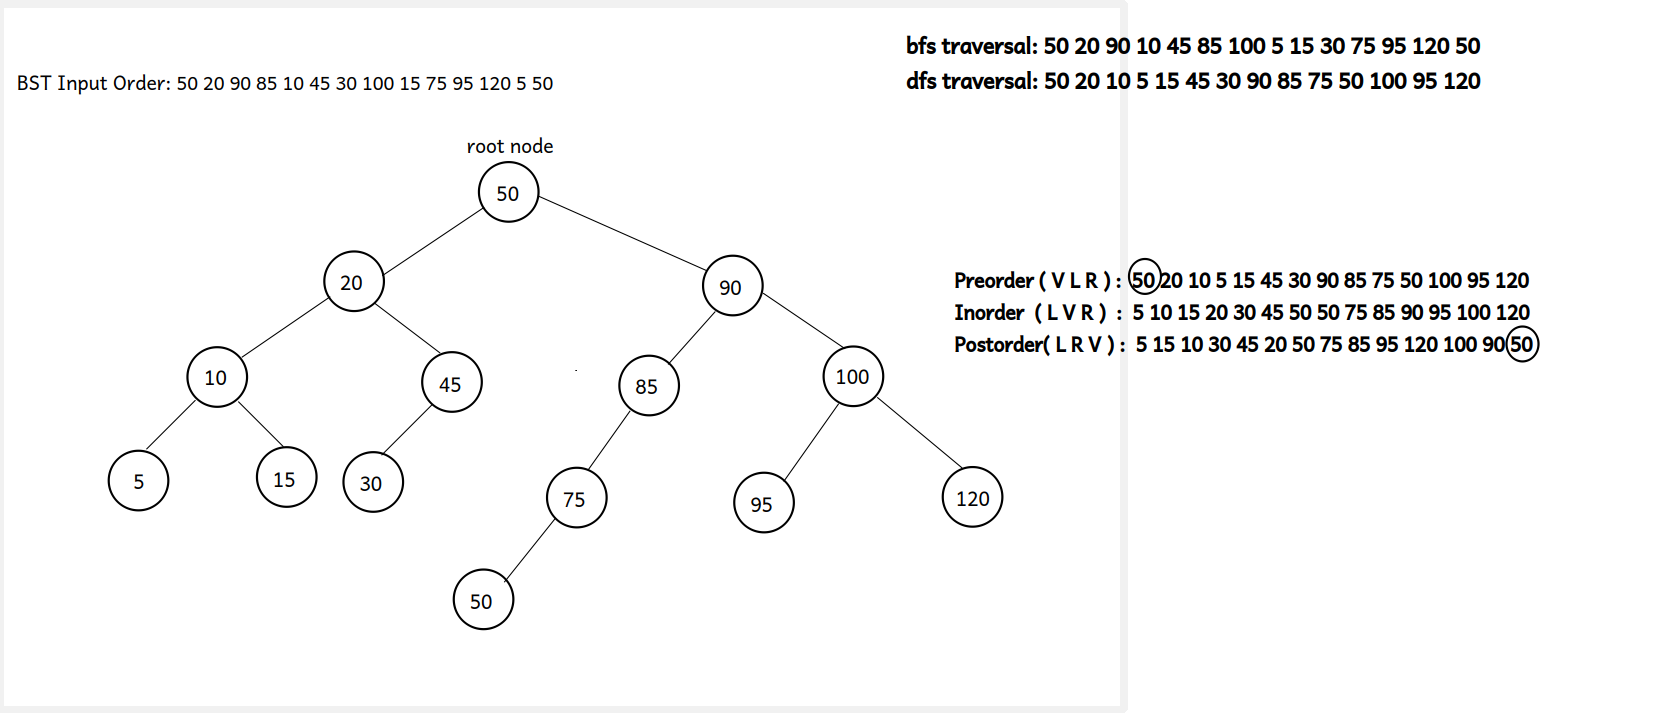 bfs traversal: 50 20 90 10 45 85 100 5 15 30 75 95 120 50
BST Input Order: 50 20 90 85 10 45 30 100 15 75 95 120 5 50
dfs traversal: 50 20 10 5 15 45 30 90 85 75 50 100 95 120
root node
50
20
90
10
45
85
100
5
15
30
75
95
120
50
Preorder ( V L R ) : 50 20 10 5 15 45 30 90 85 75 50 100 95 120
Inorder ( L V R ) : 5 10 15 20 30 45 50 50 75 85 90 95 100 120
Postorder( L R V ) : 5 15 10 30 45 20 50 75 85 95 120 100 90 50